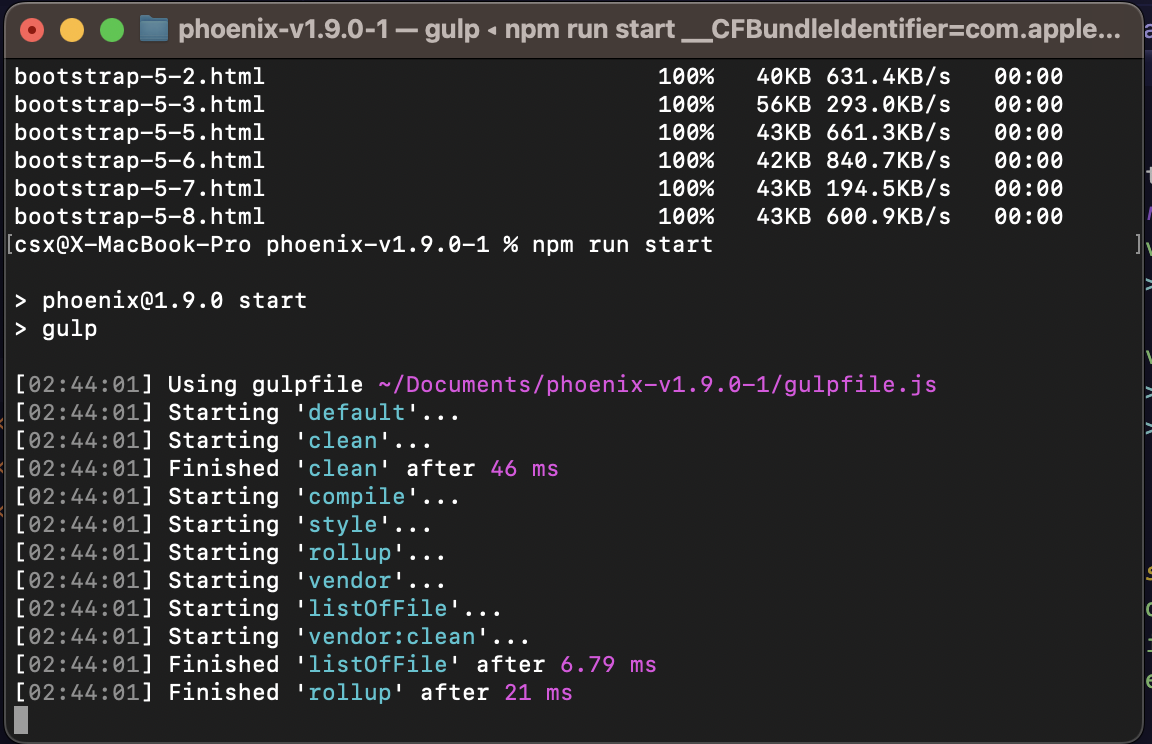 phoenix-v1.9.0-1 — gulp ◂ npm run start __CFBundleIdentifier=com.apple...
bootstrap-5-2.html 100% 40KB 631.4KB/s 00:00
bootstrap-5-3.html 100% 56KB 293.0KB/s 00:00
bootstrap-5-5.html 100% 43KB 661.3KB/s 00:00
bootstrap-5-6.html 100% 42KB 840.7KB/s 00:00
bootstrap-5-7.html 100% 43KB 194.5KB/s 00:00
bootstrap-5-8.html 100% 43KB 600.9KB/s 00:00
[csx@X-MacBook-Pro phoenix-v1.9.0-1 % npm run start ]
> phoenix@1.9.0 start
> gulp
[02:44:01] Using gulpfile ~/Documents/phoenix-v1.9.0-1/gulpfile.js
[02:44:01] Starting 'default'...
[02:44:01] Starting 'clean'...
[02:44:01] Finished 'clean' after 46 ms
[02:44:01] Starting 'compile'...
[02:44:01] Starting 'style'...
[02:44:01] Starting 'rollup'...
[02:44:01] Starting 'vendor'...
[02:44:01] Starting 'listOfFile'...
[02:44:01] Starting 'vendor:clean'...
[02:44:01] Finished 'listOfFile' after 6.79 ms
[02:44:01] Finished 'rollup' after 21 ms